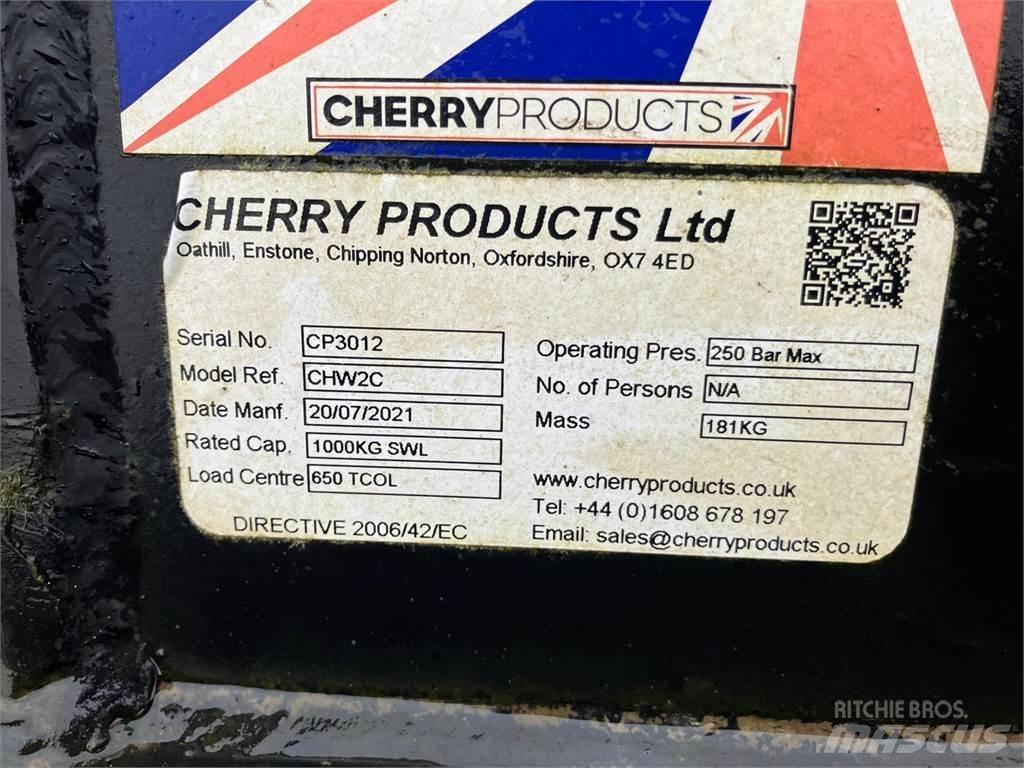 CHERRYPRODUCTS
CHERRY PRODUCTS Ltd
Oathill, Enstone, Chipping Norton, Oxfordshire, OX7 4ED
Serial No. CP3012
Model Ref. CHW2C
Date Manf. 20/07/2021
Rated Cap. 1000KG SWL
Load Centre 650 TCOL
DIRECTIVE 2006/42/EC
Operating Pres. 250 Bar Max
No. of Persons N/A
Mass 181KG
www.cherryproducts.co.uk
Tel: +44 (0)1608 678 197
Email: sales@cherryproducts.co.uk
RITCHIE BROS.
MASCUS